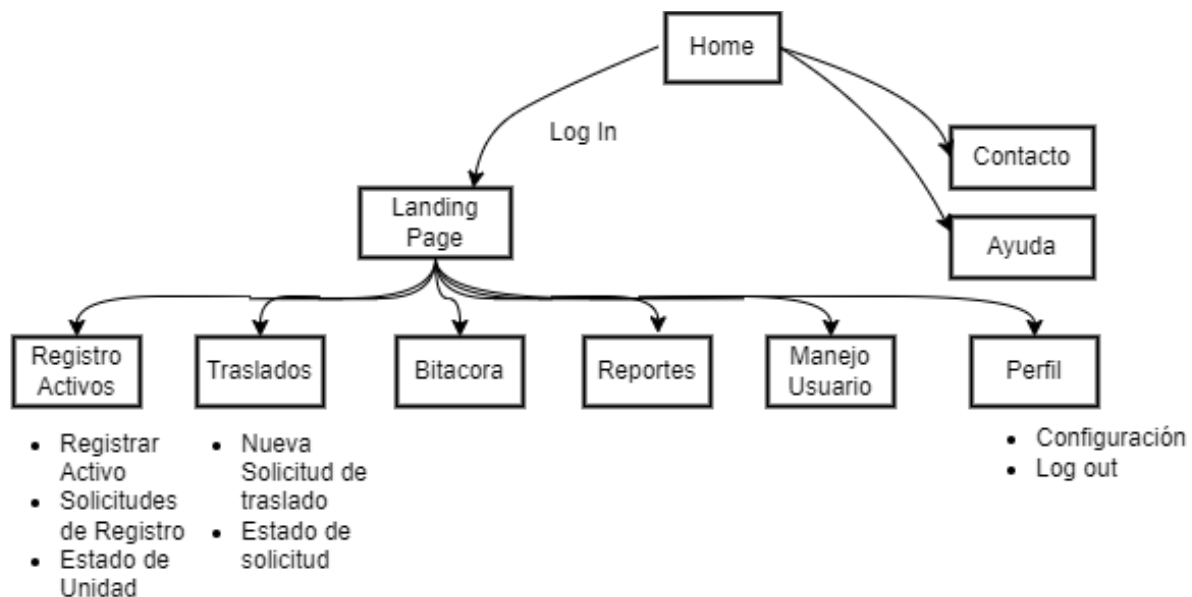 Home
Log In
Contacto
Landing
Page
Ayuda
Registro
Activos
Traslados
Bitacora
Reportes
Manejo
Usuario
Perfil
• Registrar
Activo
• Solicitudes
de Registro
• Estado de
Unidad
• Nueva
Solicitud de
traslado
• Estado de
solicitud
• Configuración
• Log out